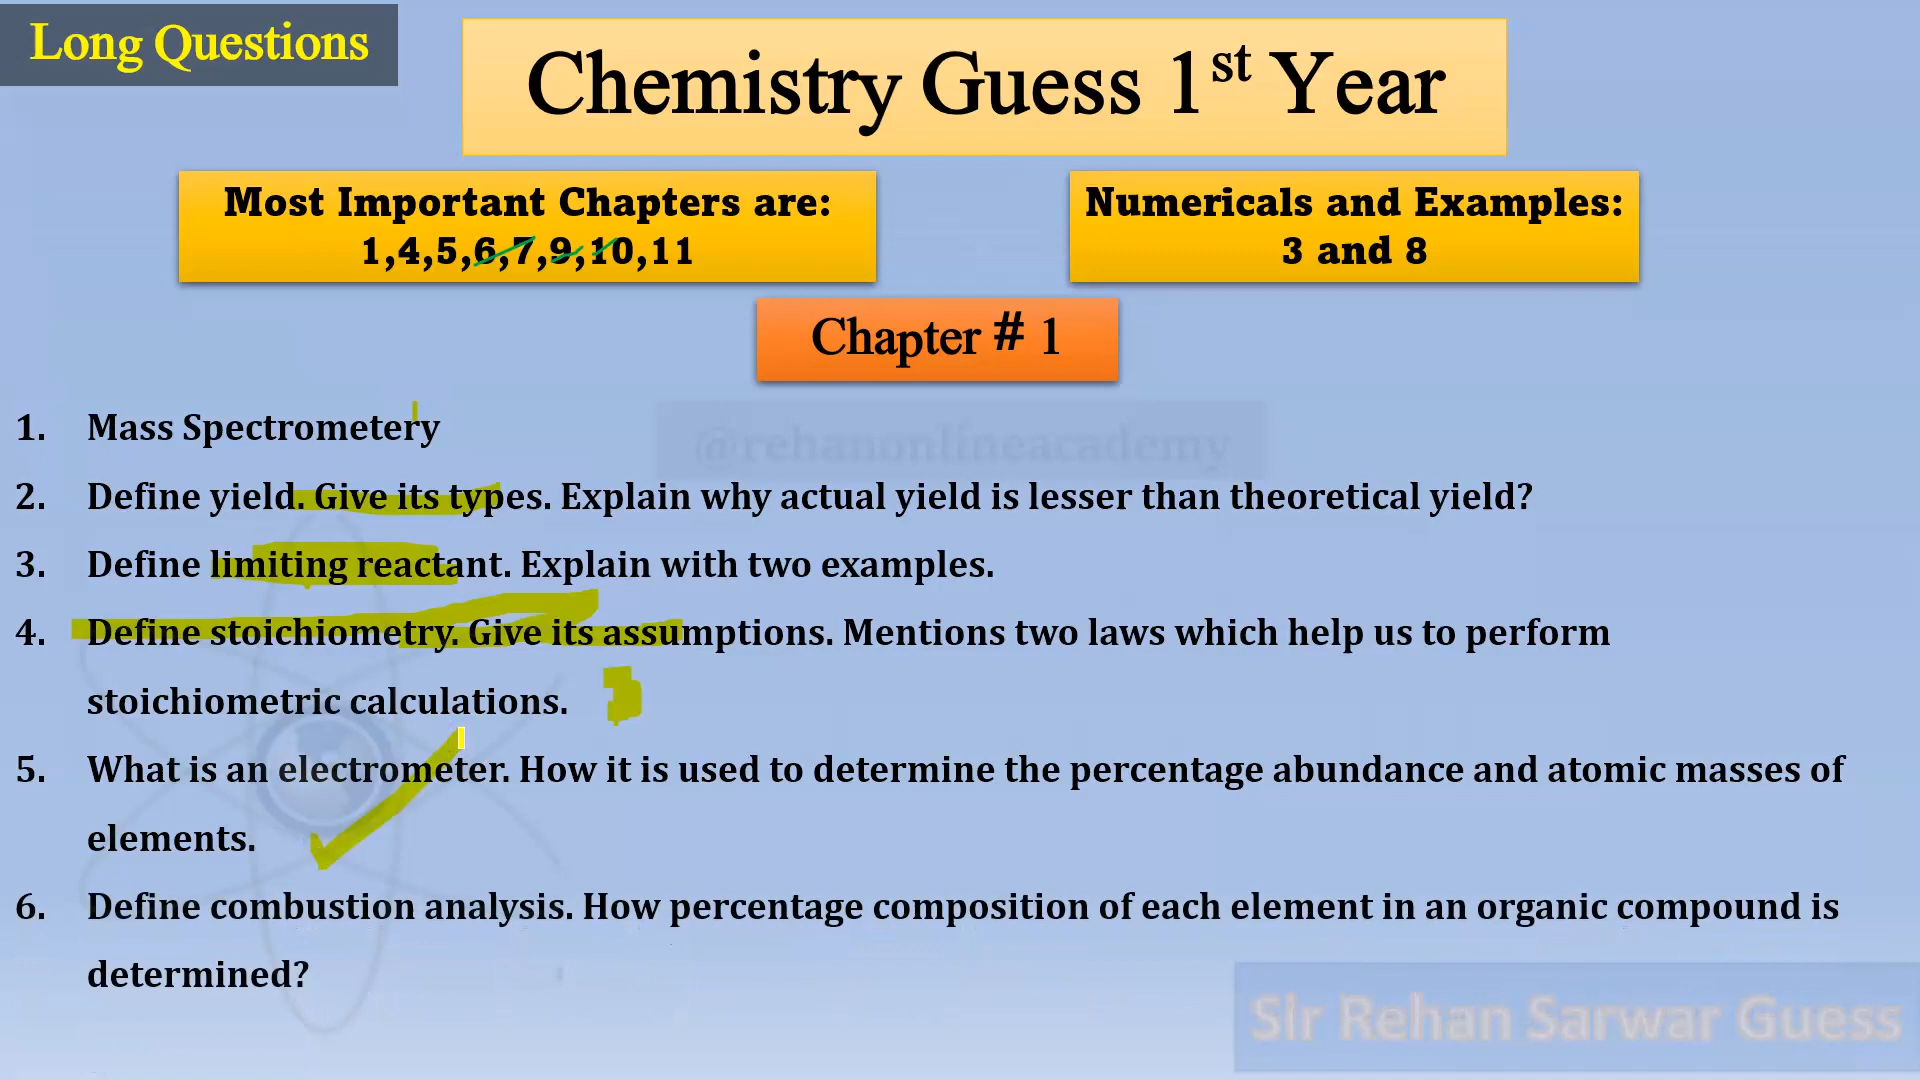 Long Questions
Chemistry Guess 1st Year
Most Important Chapters are:
1,4,5,6,7,9,10,11
Numericals and Examples:
3 and 8
Chapter # 1
@rehanonlineacademy
1. Mass Spectrometery
2. Define yield. Give its types. Explain why actual yield is lesser than theoretical yield?
3. Define limiting reactant. Explain with two examples.
4. Define stoichiometry. Give its assumptions. Mentions two laws which help us to perform
stoichiometric calculations.
5. What is an electrometer. How it is used to determine the percentage abundance and atomic masses of
elements.
6. Define combustion analysis. How percentage composition of each element in an organic compound is
determined?
Sir Rehan Sarwar Guess